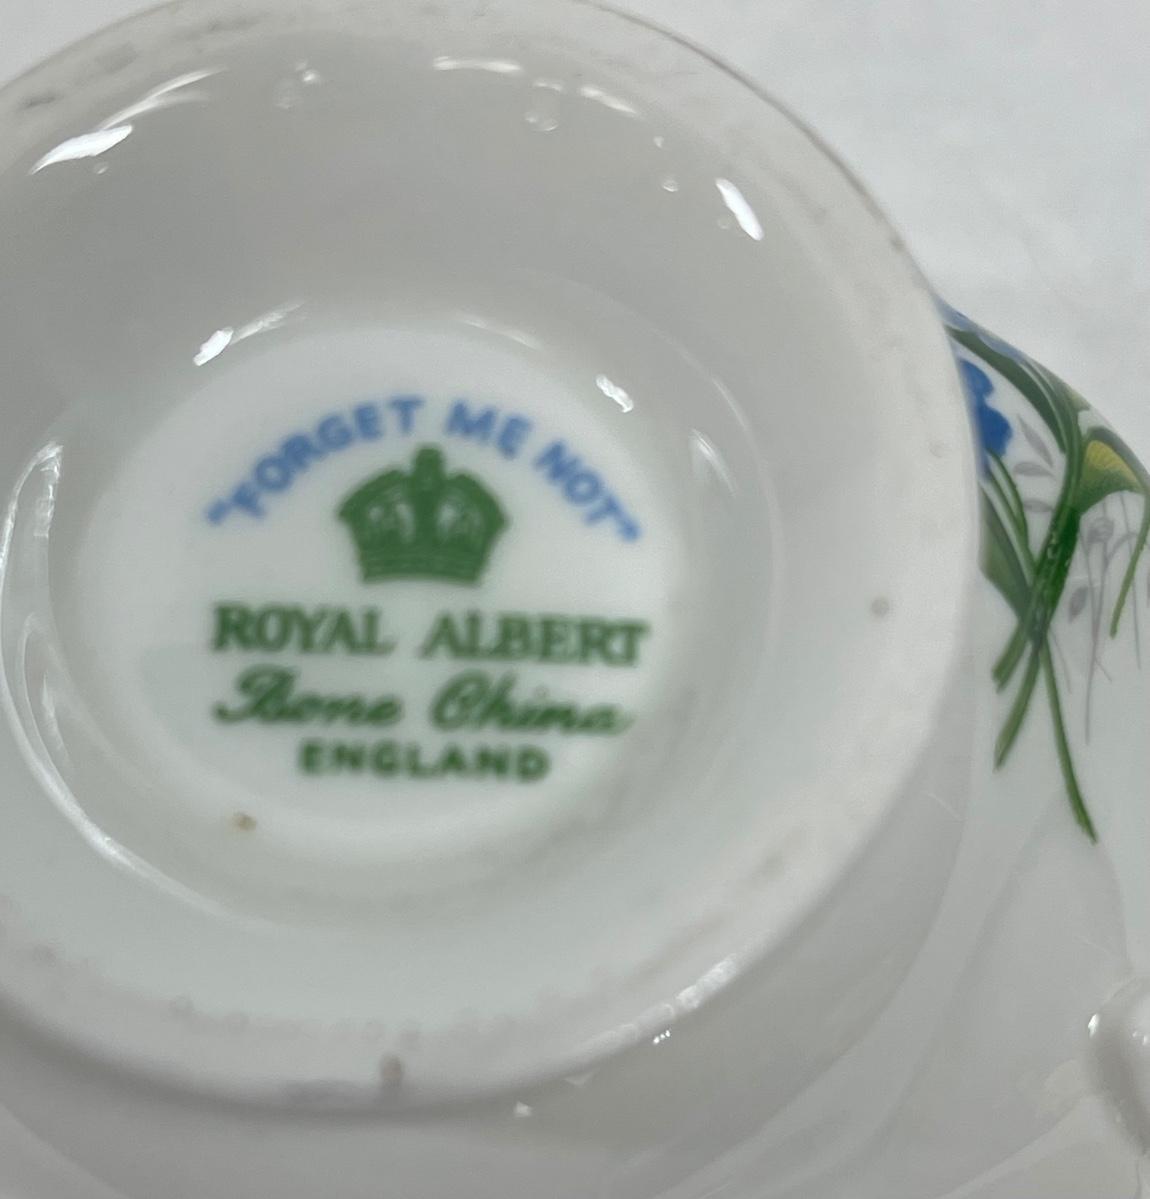 "FORGET ME NOT"
ROYAL ALBERT
Bone China
ENGLAND